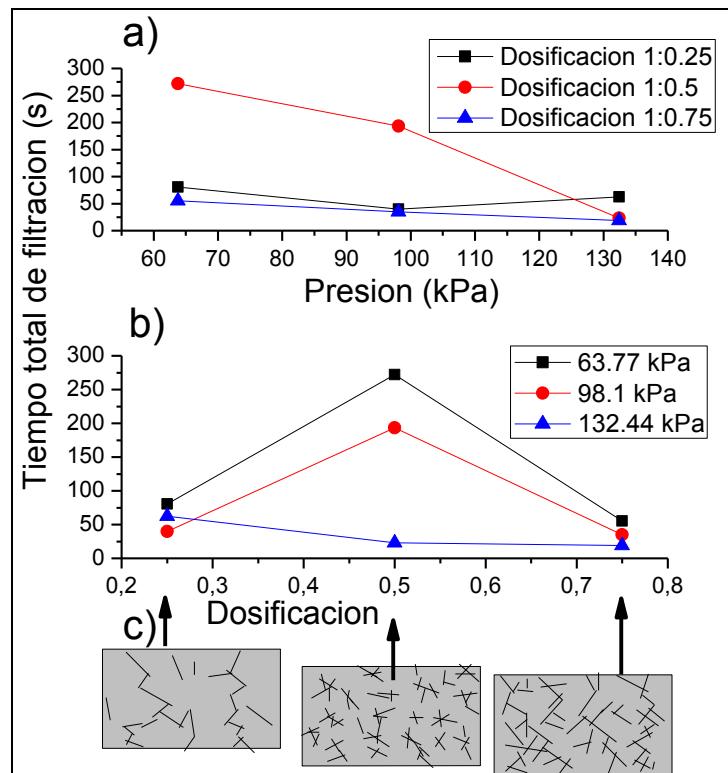 a)
Dosificacion 1:0.25
Dosificacion 1:0.5
Dosificacion 1:0.75
300
250
200
150
100
50
0
60 70 80 90 100 110 120 130 140
Presion (kPa)
Tiempo total de filtracion (s)
b)
63.77 kPa
98.1 kPa
132.44 kPa
300
250
200
150
100
50
0
0,2 0,3 0,4 0,5 0,6 0,7 0,8
Dosificacion
c)